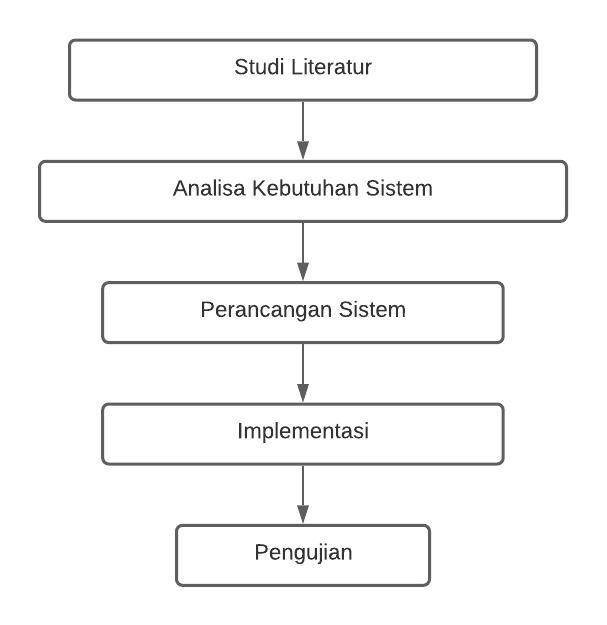 Studi Literatur
Analisa Kebutuhan Sistem
Perancangan Sistem
Implementasi
Pengujian